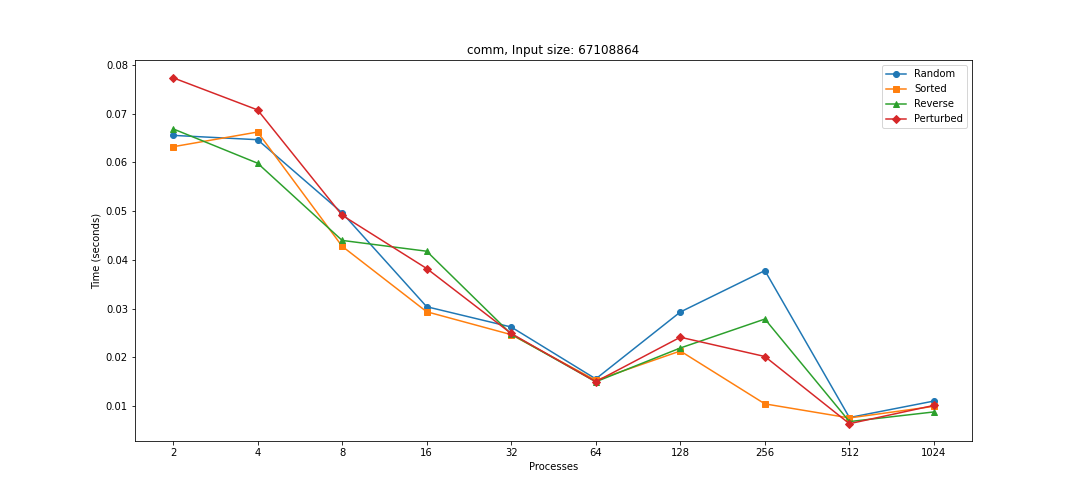 comm, Input size: 67108864
Random
Sorted
Reverse
Perturbed
Time (seconds)
0.08
0.07
0.06
0.05
0.04
0.03
0.02
0.01
2 4 8 16 32 64 128 256 512 1024
Processes